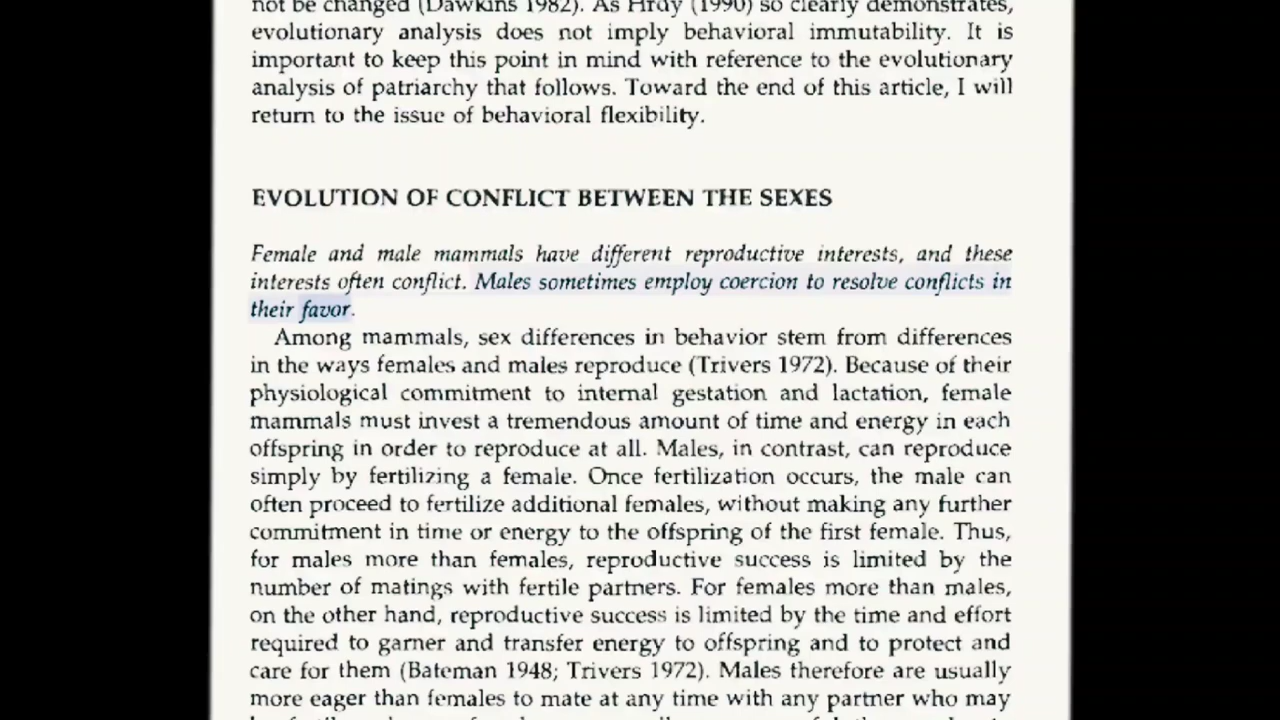 not be changed (Dawkins 1982). As Hrdy (1990) so clearly demonstrates,
evolutionary analysis does not imply behavioral immutability. It is
important to keep this point in mind with reference to the evolutionary
analysis of patriarchy that follows. Toward the end of this article, I will
return to the issue of behavioral flexibility.
EVOLUTION OF CONFLICT BETWEEN THE SEXES
Female and male mammals have different reproductive interests, and these
interests often conflict. Males sometimes employ coercion to resolve conflicts in
their favor.
Among mammals, sex differences in behavior stem from differences
in the ways females and males reproduce (Trivers 1972). Because of their
physiological commitment to internal gestation and lactation, female
mammals must invest a tremendous amount of time and energy in each
offspring in order to reproduce at all. Males, in contrast, can reproduce
simply by fertilizing a female. Once fertilization occurs, the male can
often proceed to fertilize additional females, without making any further
commitment in time or energy to the offspring of the first female. Thus,
for males more than females, reproductive success is limited by the
number of matings with fertile partners. For females more than males,
on the other hand, reproductive success is limited by the time and effort
required to garner and transfer energy to offspring and to protect and
care for them (Bateman 1948; Trivers 1972). Males therefore are usually
more eager than females to mate at any time with any partner who may